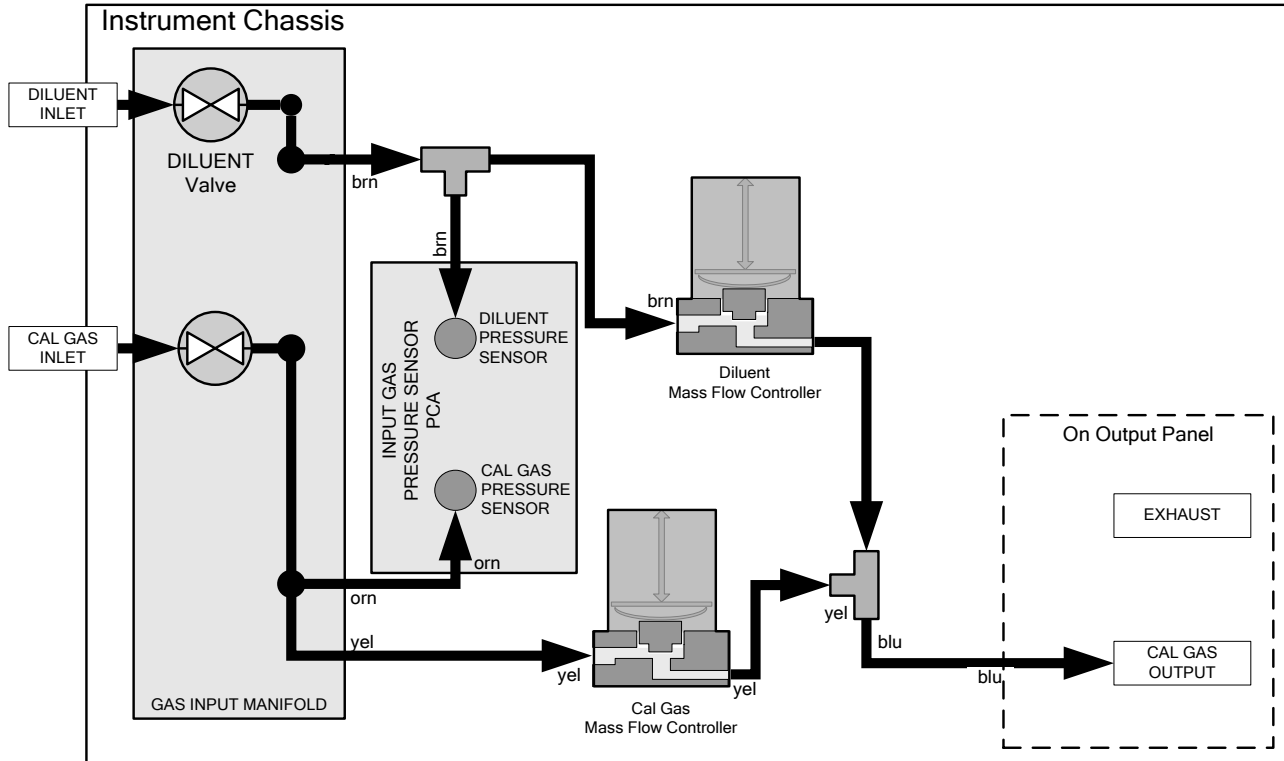 Instrument Chassis
DILUENT
INLET
DILUENT
Valve
brn
brn
brn
CAL GAS
INLET
INPUT GAS
PRESSURE SENSOR
PCA
DILUENT
PRESSURE
SENSOR
CAL GAS
PRESSURE
SENSOR
Diluent
Mass Flow Controller
On Output Panel
EXHAUST
orn
orn
yel
yel
yel
yel
blu
blu
CAL GAS
OUTPUT
GAS INPUT MANIFOLD
Cal Gas
Mass Flow Controller